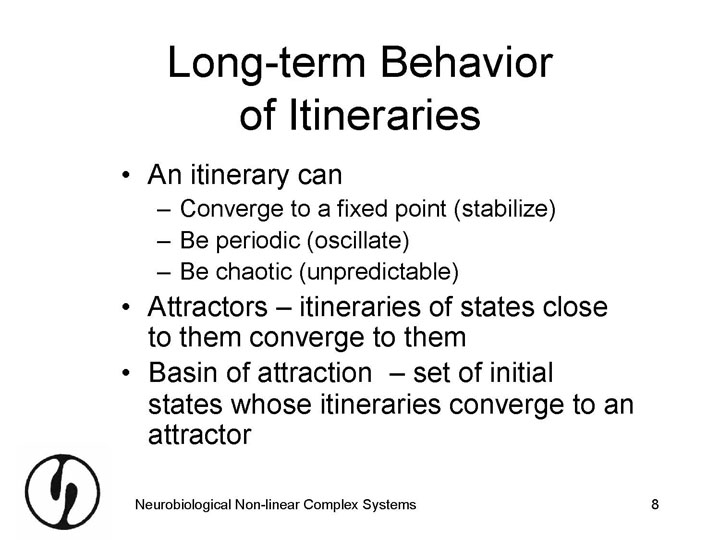 Long-term Behavior
of Itineraries
• An itinerary can
– Converge to a fixed point (stabilize)
– Be periodic (oscillate)
– Be chaotic (unpredictable)
• Attractors – itineraries of states close
to them converge to them
• Basin of attraction – set of initial
states whose itineraries converge to an
attractor
Neurobiological Non-linear Complex Systems
8